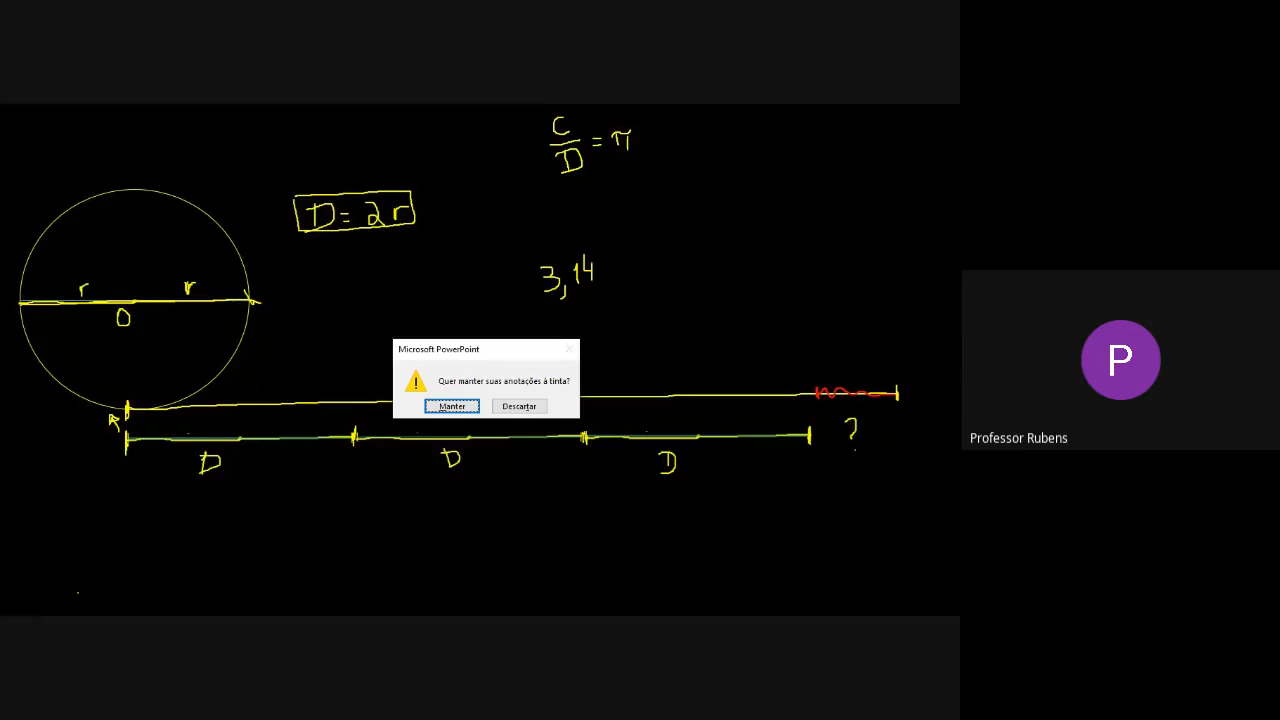 C
D = π
D = 2r
r r
O
3,14
Microsoft PowerPoint
Quer manter suas anotações à tinta?
Manter Descartar
?
D D D
P
Professor Rubens